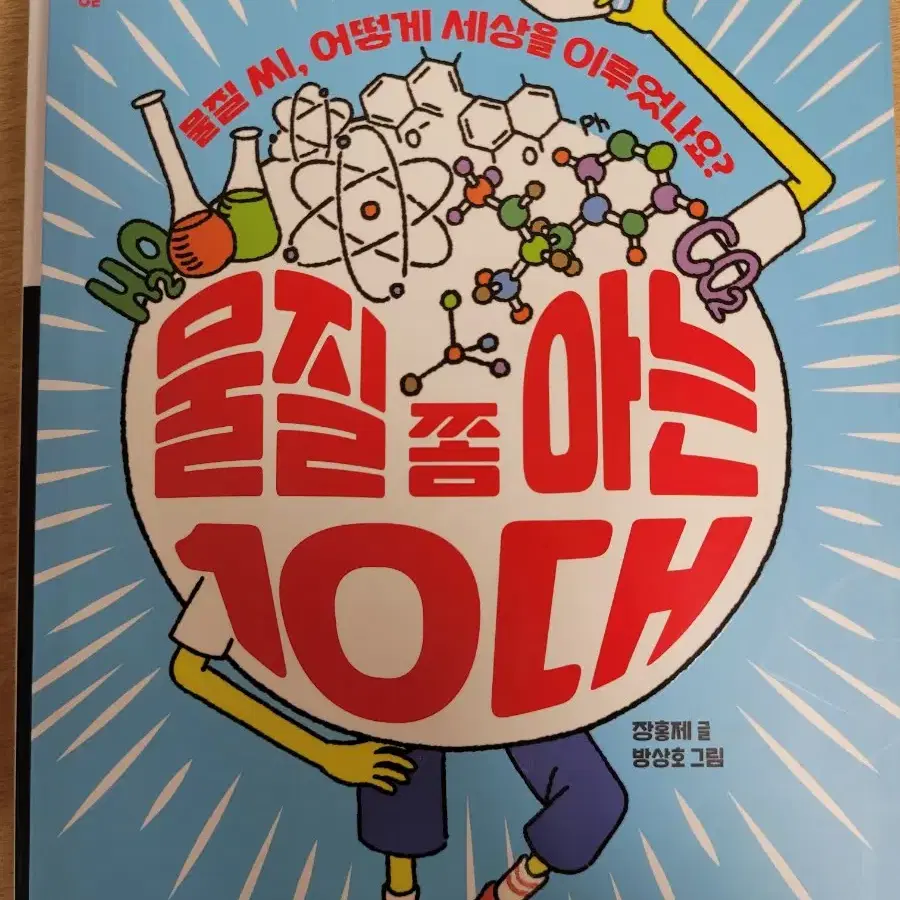 물질 씨, 어떻게 세상을 이루었나요?
H2O
CO2
물질 쫌 아는
10대
장홍제 글
방상호 그림